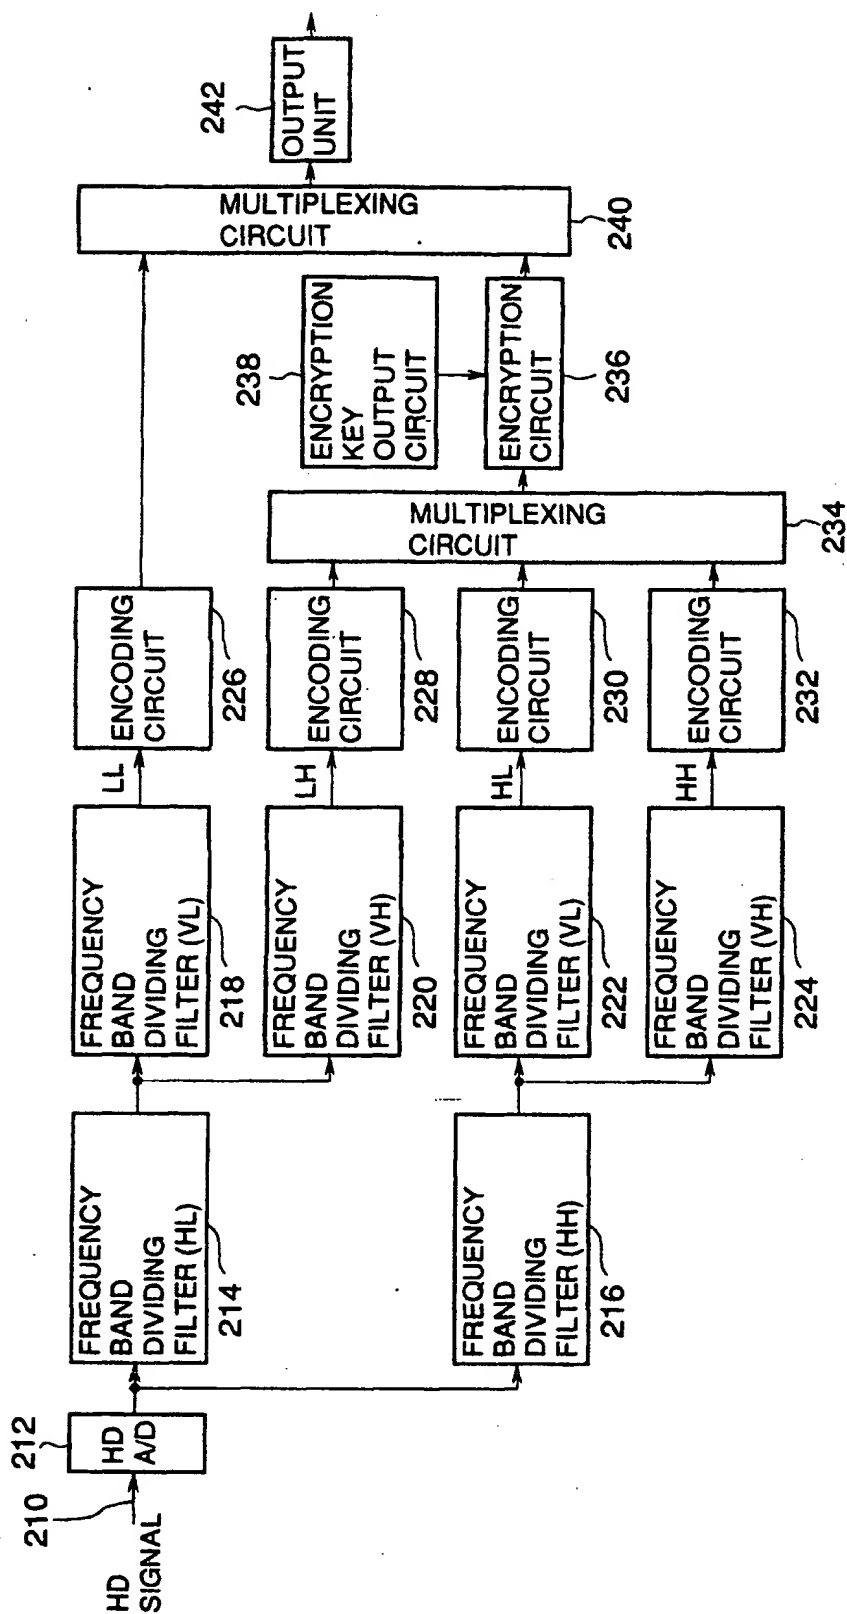 HD
SIGNAL
210
212
HD
A/D
FREQUENCY
BAND
DIVIDING
FILTER (HL)
214
FREQUENCY
BAND
DIVIDING
FILTER (HH)
216
FREQUENCY
BAND
DIVIDING
FILTER (VL)
218
FREQUENCY
BAND
DIVIDING
FILTER (VH)
220
FREQUENCY
BAND
DIVIDING
FILTER (VL)
222
FREQUENCY
BAND
DIVIDING
FILTER (VH)
224
LL
LH
HL
HH
ENCODING
CIRCUIT
226
ENCODING
CIRCUIT
228
ENCODING
CIRCUIT
230
ENCODING
CIRCUIT
232
MULTIPLEXING
CIRCUIT
234
238
ENCRYPTION
KEY
OUTPUT
CIRCUIT
ENCRYPTION
CIRCUIT
236
MULTIPLEXING
CIRCUIT
240
242
OUTPUT
UNIT